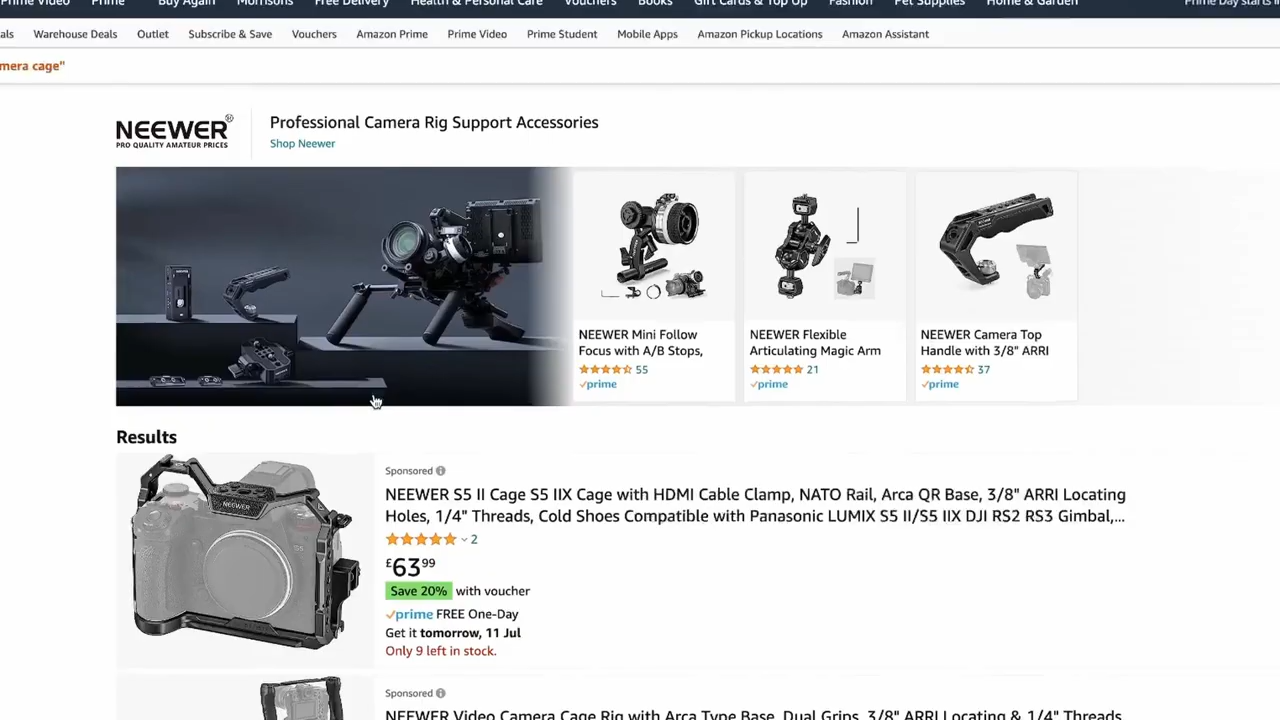 Prime Video Prime Buy Again Morrisons Free Delivery Health & Personal Care Vouchers Books Gift Cards & Top Up Fashion Pet Supplies Home & Garden Prime Day starts
als Warehouse Deals Outlet Subscribe & Save Vouchers Amazon Prime Prime Video Prime Student Mobile Apps Amazon Pickup Locations Amazon Assistant
mera cage"
NEEWER®
PRO QUALITY AMATEUR PRICES
Professional Camera Rig Support Accessories
Shop Neewer
NEEWER Mini Follow
Focus with A/B Stops,
55
prime
NEEWER Flexible
Articulating Magic Arm
21
prime
NEEWER Camera Top
Handle with 3/8" ARRI
37
prime
Results
NEEWER
S5
Sponsored
NEEWER S5 II Cage S5 IIX Cage with HDMI Cable Clamp, NATO Rail, Arca QR Base, 3/8" ARRI Locating
Holes, 1/4" Threads, Cold Shoes Compatible with Panasonic LUMIX S5 II/S5 IIX DJI RS2 RS3 Gimbal,...
2
£63 99
Save 20% with voucher
prime FREE One-Day
Get it tomorrow, 11 Jul
Only 9 left in stock.
Sponsored
NEEWER Video Camera Cage Rig with Arca Type Base, Dual Grips, 3/8" ARRI Locating & 1/4" Threads